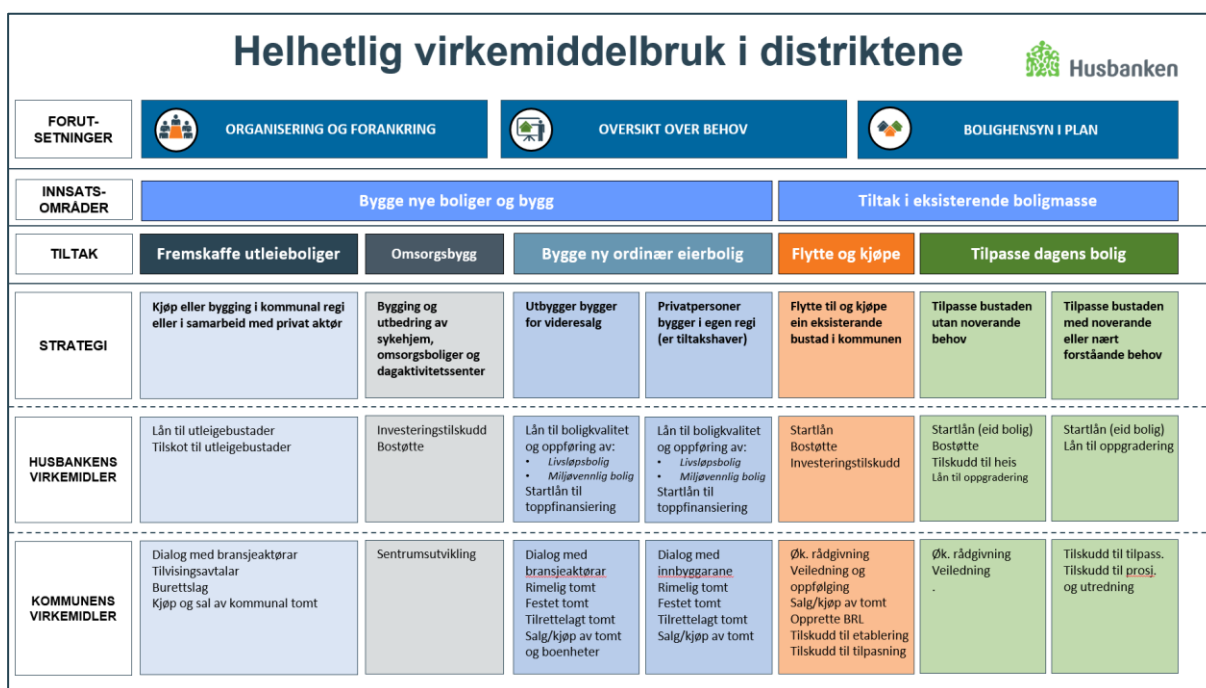 Helhetlig virkemiddelbruk i distriktene
Husbanken
FORUT-
SETNINGER
ORGANISERING OG FORANKRING
OVERSIKT OVER BEHOV
BOLIGHENSYN I PLAN
INNSATS-
OMRÅDER
Bygge nye boliger og bygg
Tiltak i eksisterende boligmasse
TILTAK
Fremskaffe utleieboliger
Omsorgsbygg
Bygge ny ordinær eierbolig
Flytte og kjøpe
Tilpasse dagens bolig
STRATEGI
Kjøp eller bygging i kommunal regi
eller i samarbeid med privat aktør
Bygging og
utbedring av
sykehjem,
omsorgsboliger og
dagaktivitetssenter
Utbygger bygger
for videresalg
Privatpersoner
bygger i egen regi
(er tiltakshaver)
Flytte til og kjøpe
ein eksisterande
bustad i kommunen
Tilpasse bustaden
utan noverande
behov
Tilpasse bustaden
med noverande
eller nært
forståande behov
HUSBANKENS
VIRKEMIDLER
Lån til utleigebustader
Tilskot til utleigebustader
Investeringstilskudd
Bostøtte
Lån til boligkvalitet
og oppføring av:
• Livsløpsbolig
• Miljøvennlig bolig
Startlån til
toppfinansiering
Lån til boligkvalitet
og oppføring av:
• Livsløpsbolig
• Miljøvennlig bolig
Startlån til
toppfinansiering
Startlån
Bostøtte
Investeringstilskudd
Startlån (eid bolig)
Bostøtte
Tilskudd til heis
Lån til oppgradering
Startlån (eid bolig)
Lån til oppgradering
KOMMUNENS
VIRKEMIDLER
Dialog med bransjeaktørar
Tilvisingsavtalar
Burettslag
Kjøp og sal av kommunal tomt
Sentrumsutvikling
Dialog med
bransjeaktørar
Rimelig tomt
Festet tomt
Tilrettelagt tomt
Salg/kjøp av tomt
og boenheter
Dialog med
innbyggarane
Rimelig tomt
Festet tomt
Tilrettelagt tomt
Salg/kjøp av tomt
Øk. rådgivning
Veiledning og
oppfølging
Salg/kjøp av tomt
Opprette BRL
Tilskudd til etablering
Tilskudd til tilpasning
Øk. rådgivning
Veiledning
.
Tilskudd til tilpass.
Tilskudd til prosj.
og utredning